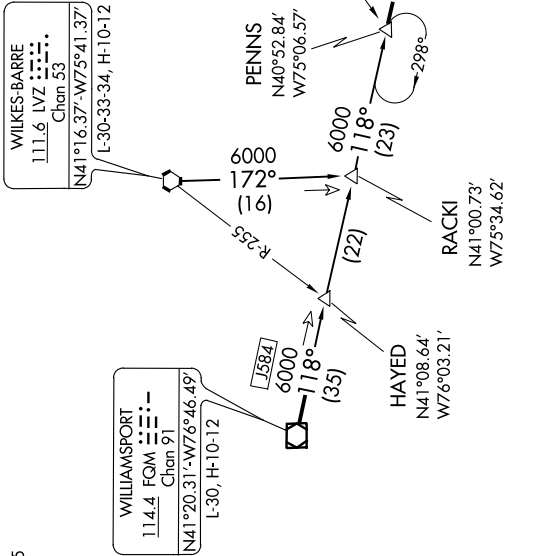 WILKES-BARRE
111.6 LVZ
Chan 53
N41°16.37'-W75°41.37'
L-30-33-34, H-10-12
PENNS
N40°52.84'
W75°06.57'
298°
6000
118°
(23)
6000
172°
(16)
RACKI
N41°00.73'
W75°34.62'
R-255
(22)
J584
6000
118°
(35)
HAYED
N41°08.64'
W76°03.21'
WILLIAMSPORT
114.4 FQM
Chan 91
N41°20.31'-W76°46.49'
L-30, H-10-12
5